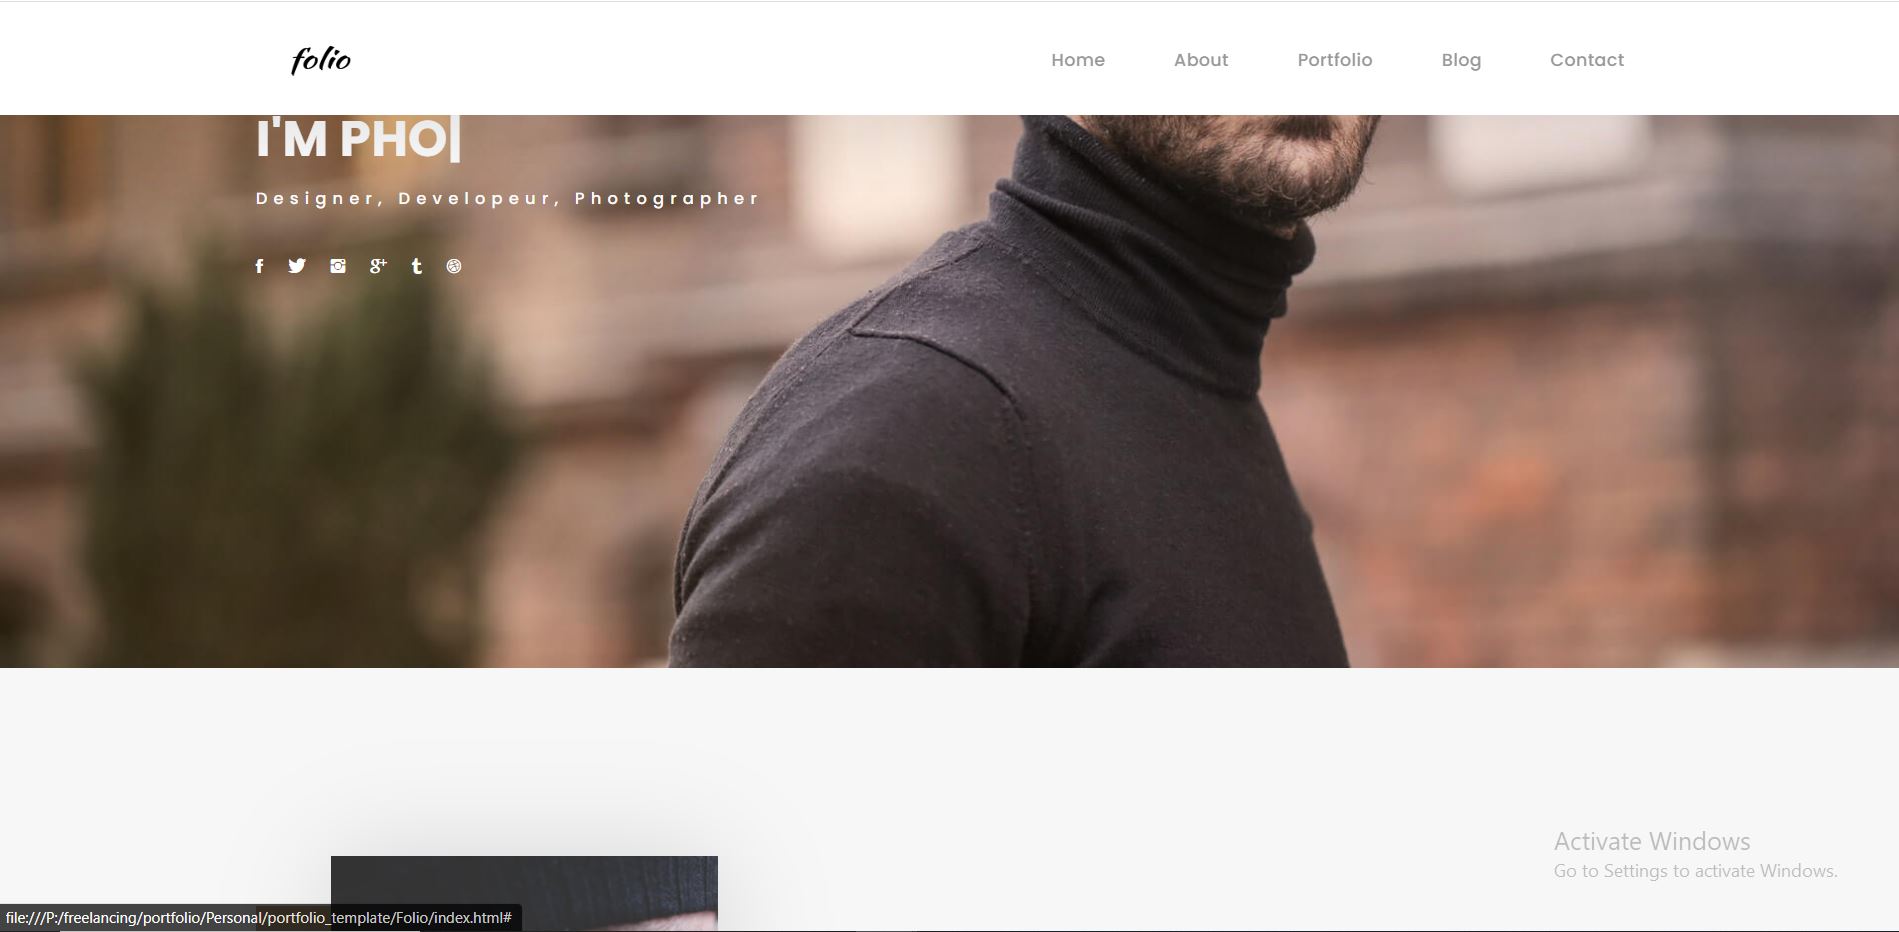 folio
Home About Portfolio Blog Contact
I'M PHO
Designer, Developeur, Photographer
Activate Windows
Go to Settings to activate Windows.
file:///P:/freelancing/portfolio/Personal/portfolio_template/Folio/index.html#